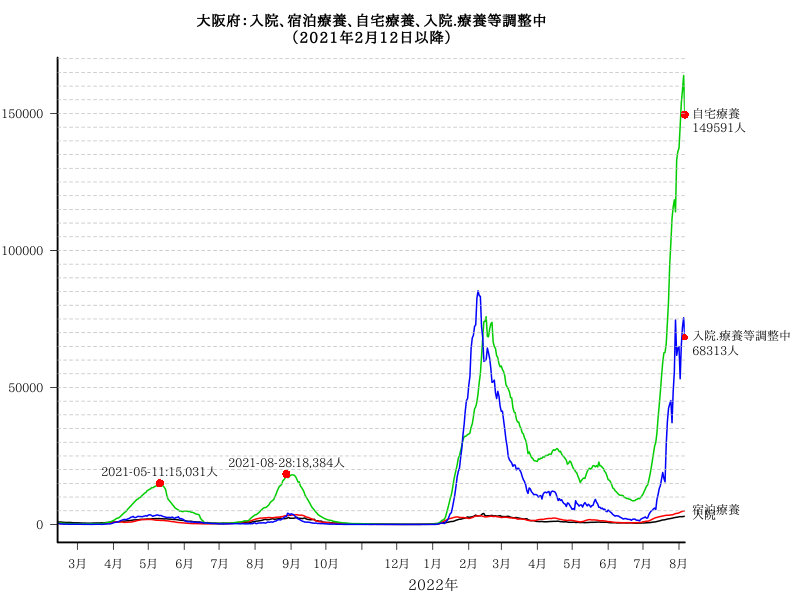 大阪府：入院、宿泊療養、自宅療養、入院.療養等調整中
（2021年2月12日以降）
150000
100000
50000
0
自宅療養
149591人
入院.療養等調整中
68313人
2021-05-11:15,031人
2021-08-28:18,384人
宿泊療養
入院
3月 4月 5月 6月 7月 8月 9月 10月 12月 1月 2月 3月 4月 5月 6月 7月 8月
2022年